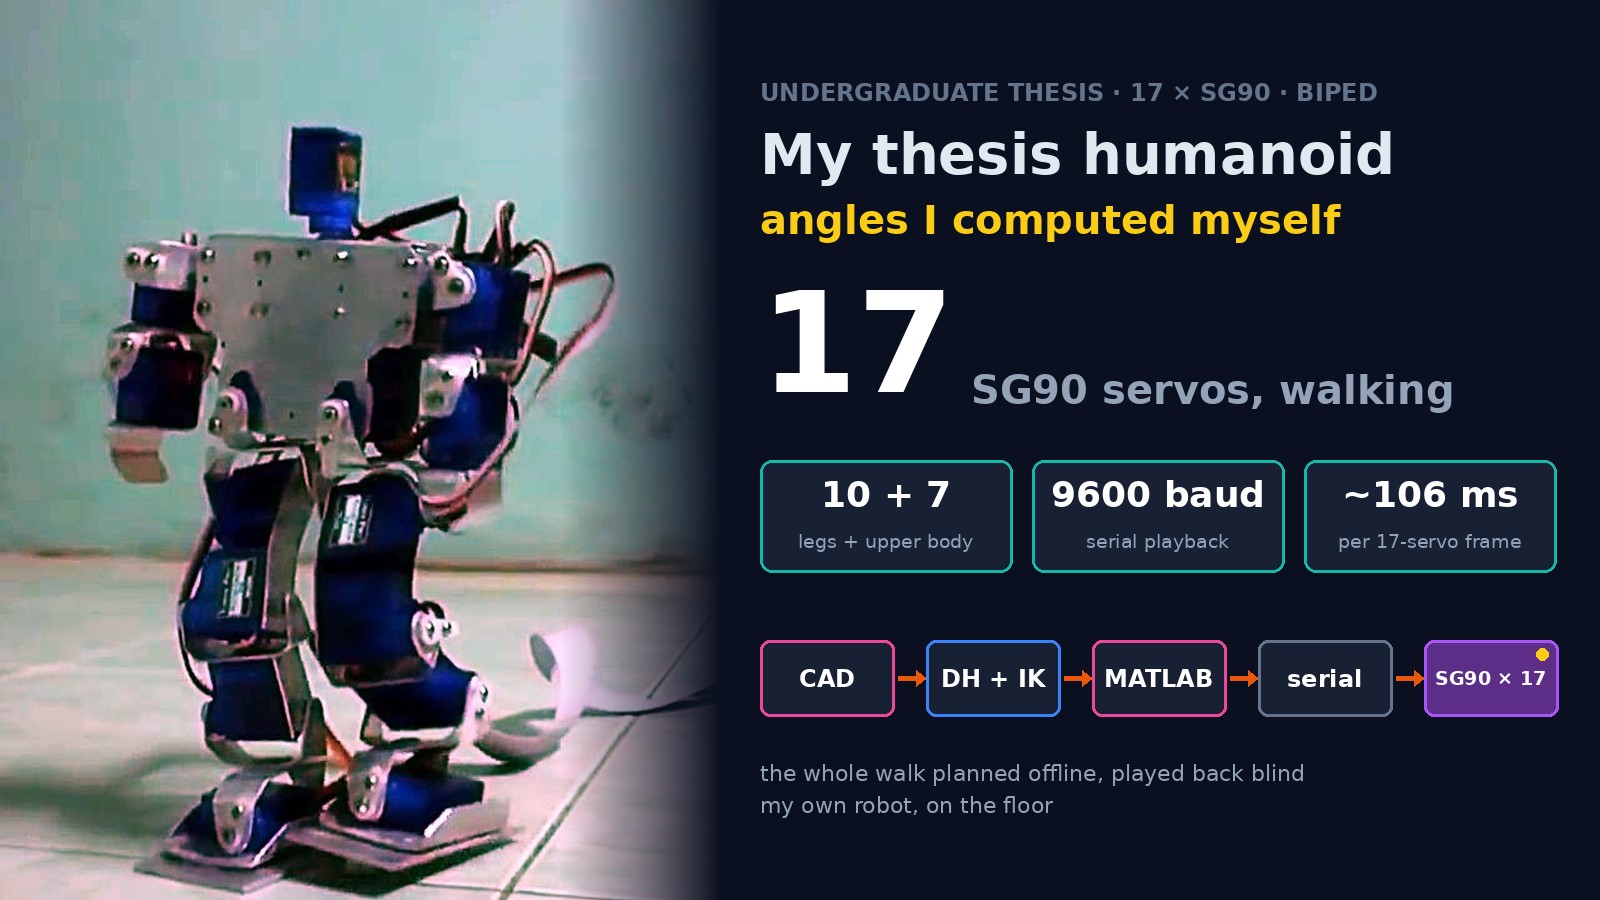 UNDERGRADUATE THESIS · 17 × SG90 · BIPED
My thesis humanoid
angles I computed myself
17 SG90 servos, walking
10 + 7
legs + upper body
9600 baud
serial playback
~106 ms
per 17-servo frame
CAD
DH + IK
MATLAB
serial
SG90 × 17
the whole walk planned offline, played back blind
my own robot, on the floor